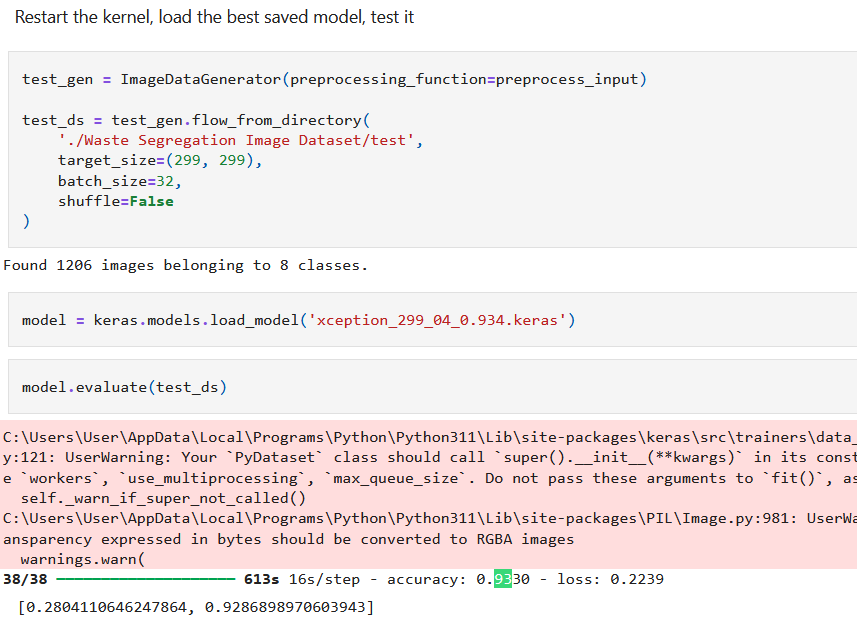 Restart the kernel, load the best saved model, test it
test_gen = ImageDataGenerator(preprocessing_function=preprocess_input)
test_ds = test_gen.flow_from_directory(
    './Waste Segregation Image Dataset/test',
    target_size=(299, 299),
    batch_size=32,
    shuffle=False
)
Found 1206 images belonging to 8 classes.
model = keras.models.load_model('xception_299_04_0.934.keras')
model.evaluate(test_ds)
C:\Users\User\AppData\Local\Programs\Python\Python311\Lib\site-packages\keras\src\trainers\data_
y:121: UserWarning: Your `PyDataset` class should call `super().__init__(**kwargs)` in its const
e `workers`, `use_multiprocessing`, `max_queue_size`. Do not pass these arguments to `fit()`, as
  self._warn_if_super_not_called()
C:\Users\User\AppData\Local\Programs\Python\Python311\Lib\site-packages\PIL\Image.py:981: UserWa
ansparency expressed in bytes should be converted to RGBA images
  warnings.warn(
38/38 ━━━━━━━━━━━━━━━━━━━━ 613s 16s/step - accuracy: 0.9330 - loss: 0.2239
[0.2804110646247864, 0.9286898970603943]